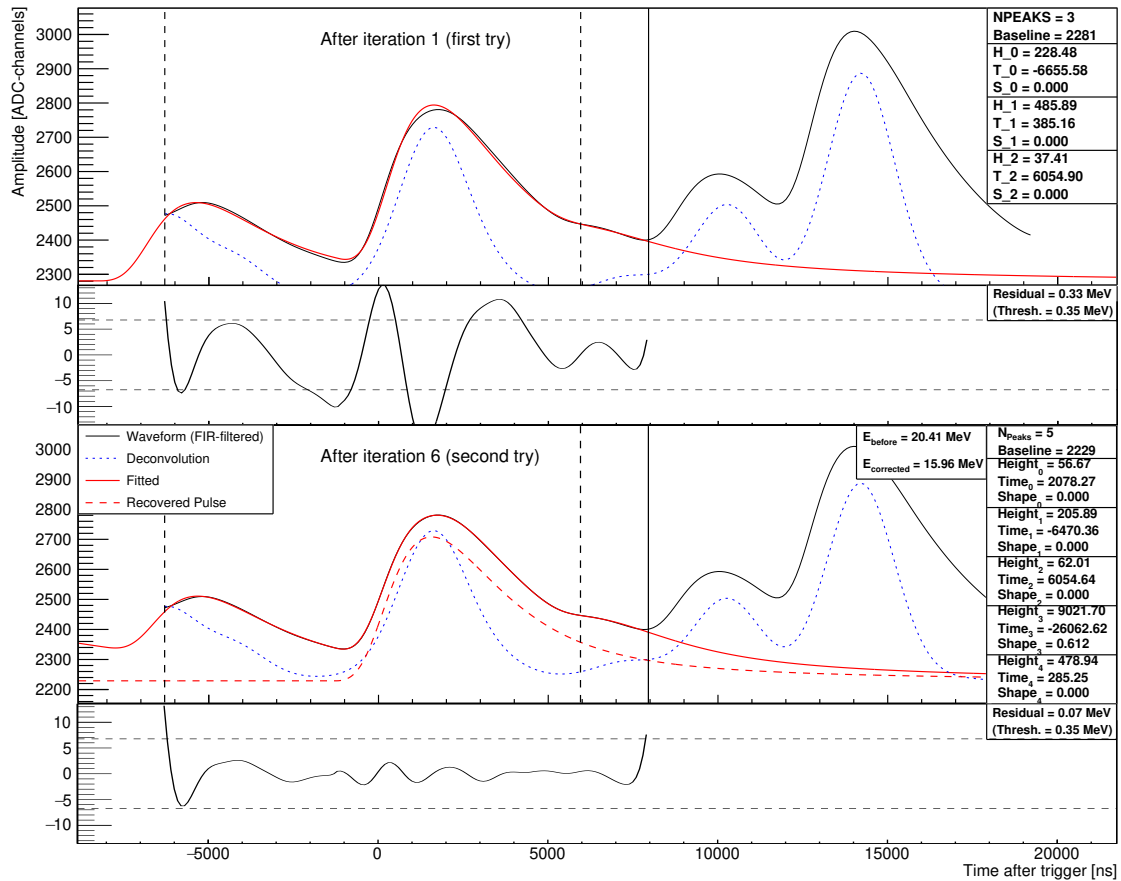 Amplitude [ADC-channels]
3000
2900
2800
2700
2600
2500
2400
2300
After iteration 1 (first try)
NPEAKS = 3
Baseline = 2281
H_0 = 228.48
T_0 = -6655.58
S_0 = 0.000
H_1 = 485.89
T_1 = 385.16
S_1 = 0.000
H_2 = 37.41
T_2 = 6054.90
S_2 = 0.000
10
5
0
−5
−10
Residual = 0.33 MeV
(Thresh. = 0.35 MeV)
3000
2900
2800
2700
2600
2500
2400
2300
2200
Waveform (FIR-filtered)
Deconvolution
Fitted
Recovered Pulse
After iteration 6 (second try)
E_before = 20.41 MeV
E_corrected = 15.96 MeV
N_Peaks = 5
Baseline = 2229
Height_0 = 56.67
Time_0 = 2078.27
Shape_0 = 0.000
Height_1 = 205.89
Time_1 = -6470.36
Shape_1 = 0.000
Height_2 = 62.01
Time_2 = 6054.64
Shape_2 = 0.000
Height_3 = 9021.70
Time_3 = -26062.62
Shape_3 = 0.612
Height_4 = 478.94
Time_4 = 285.25
Shape_4 = 0.000
10
5
0
−5
−10
Residual = 0.07 MeV
(Thresh. = 0.35 MeV)
−5000 0 5000 10000 15000 20000
Time after trigger [ns]